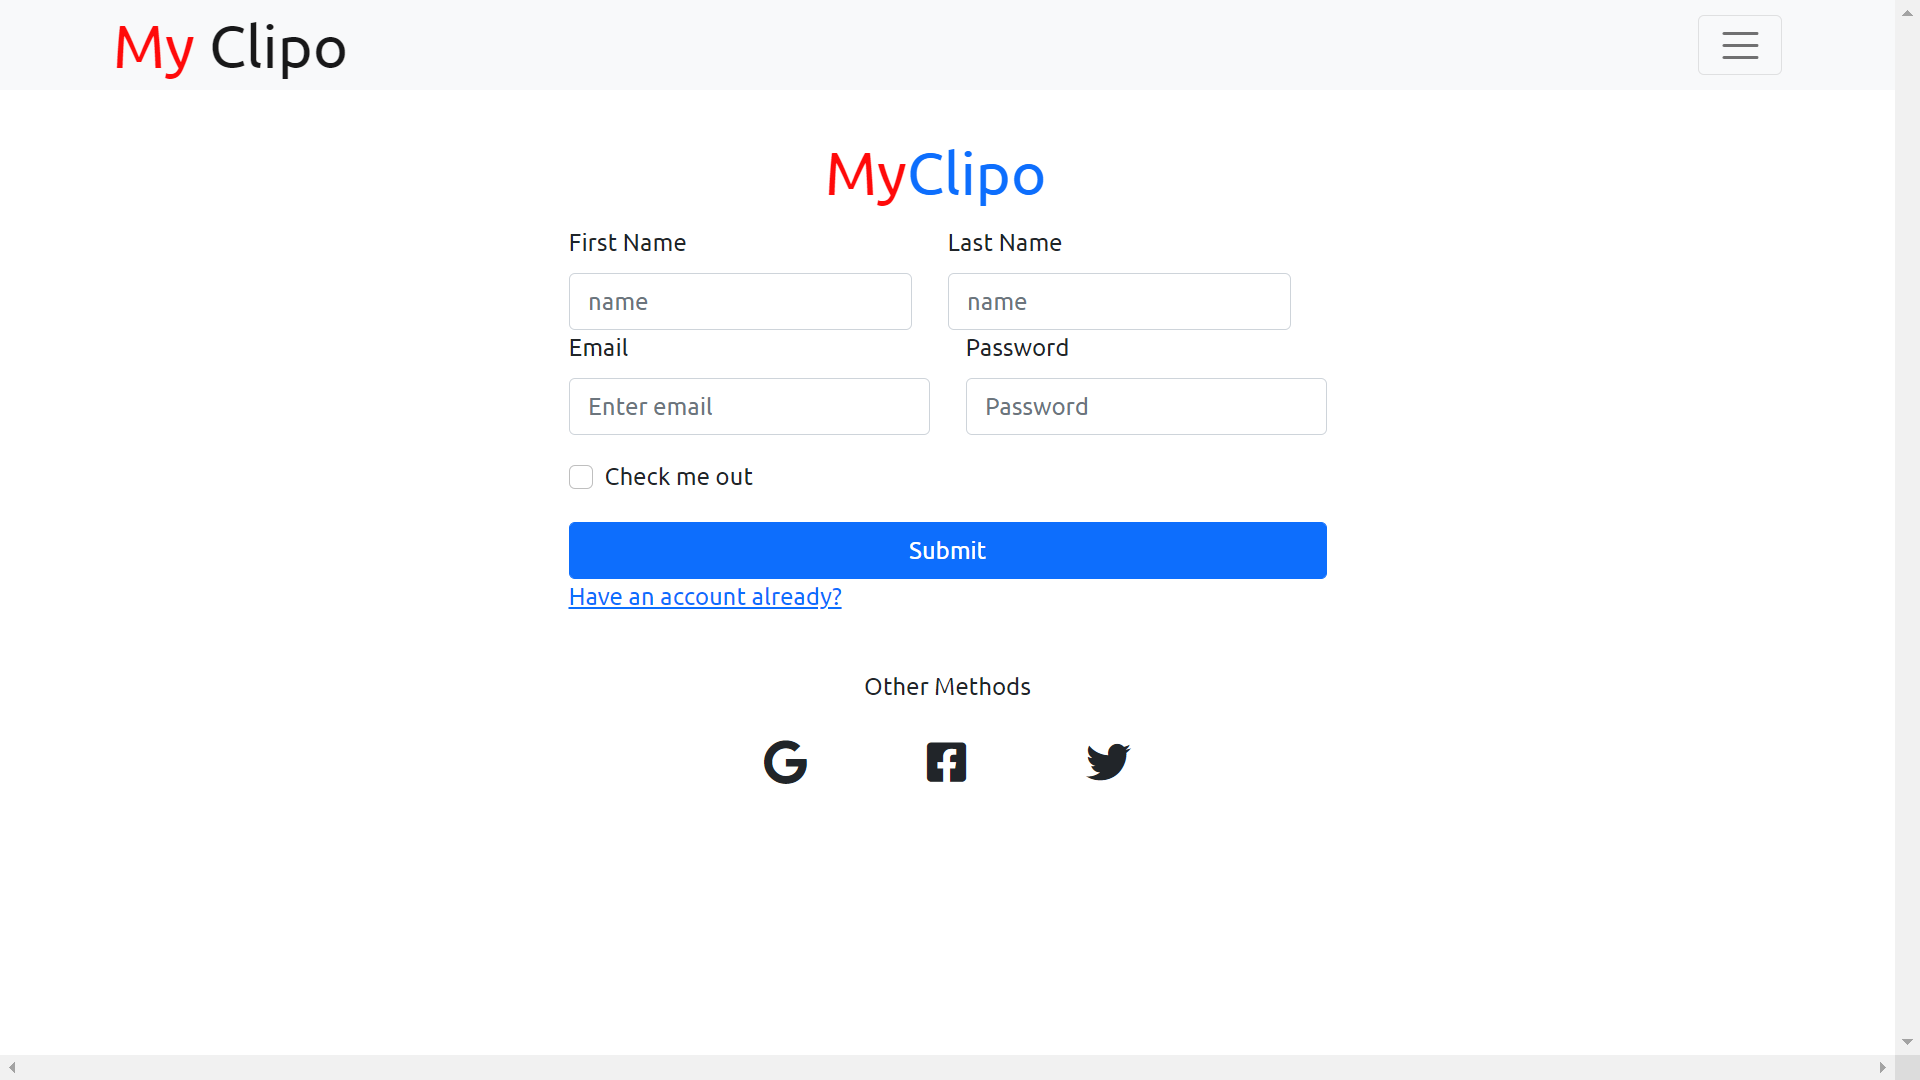 My Clipo
MyClipo
First Name Last Name
name name
Email Password
Enter email Password
Check me out
Submit
Have an account already?
Other Methods